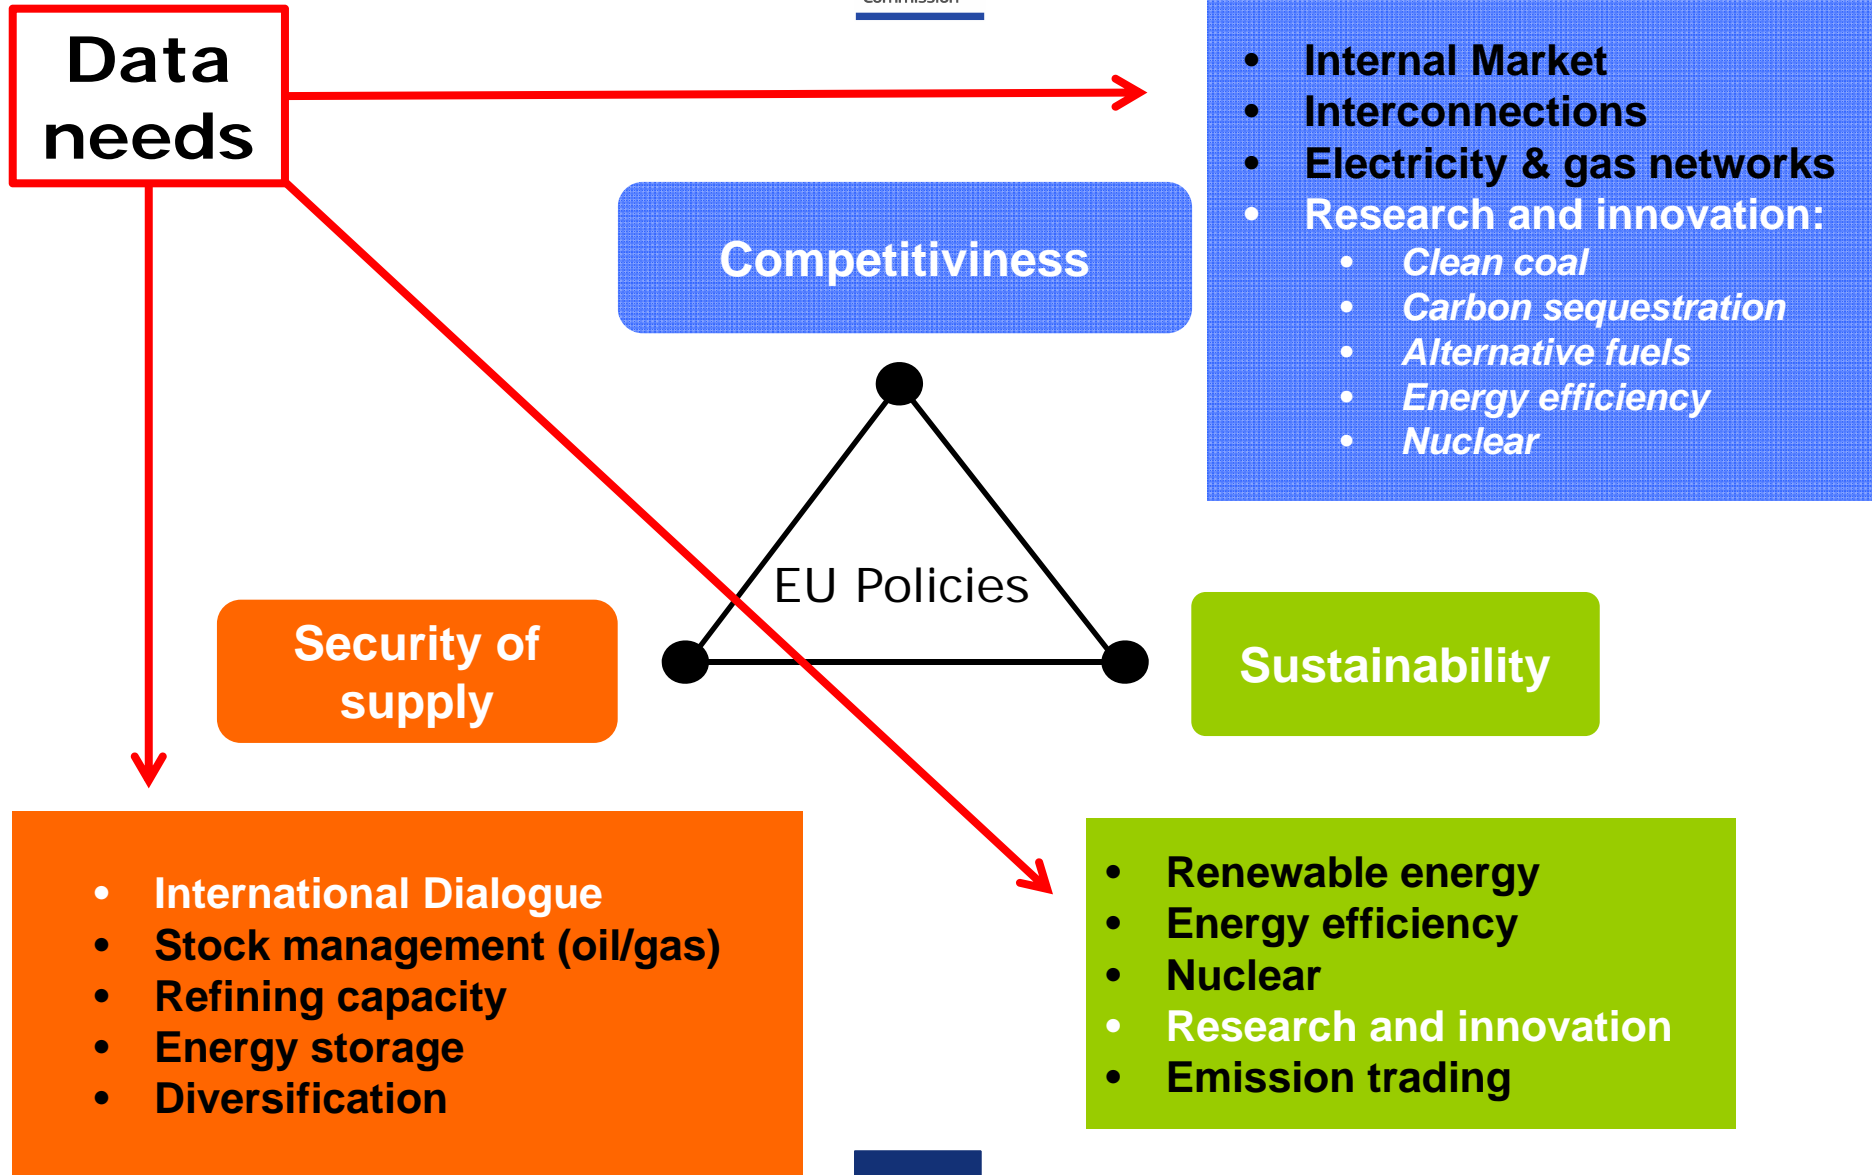 Commission
Data
needs
• Internal Market
• Interconnections
• Electricity & gas networks
• Research and innovation:
• Clean coal
• Carbon sequestration
• Alternative fuels
• Energy efficiency
• Nuclear
Competitiviness
EU Policies
Security of
supply
Sustainability
• International Dialogue
• Stock management (oil/gas)
• Refining capacity
• Energy storage
• Diversification
• Renewable energy
• Energy efficiency
• Nuclear
• Research and innovation
• Emission trading